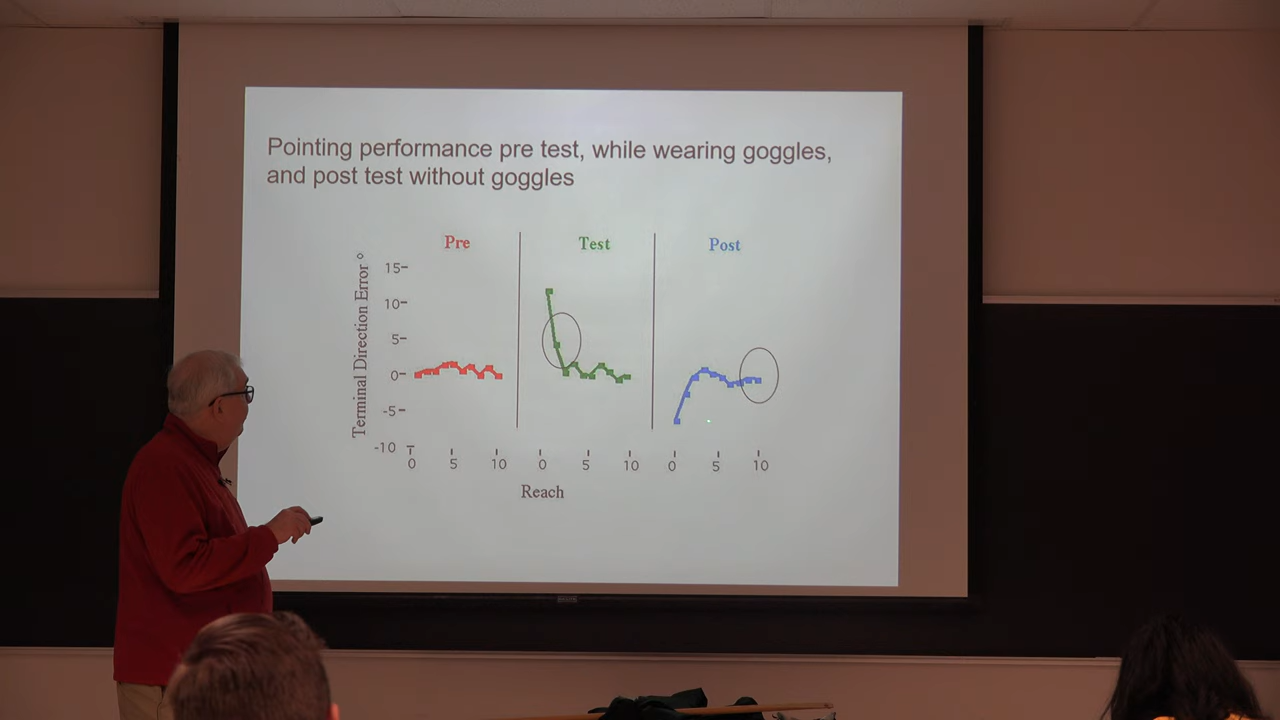 Pointing performance pre test, while wearing goggles,
and post test without goggles
Pre
Test
Post
Terminal Direction Error °
15
10
5
0
-5
-10
0 5 10 0 5 10 0 5 10
Reach